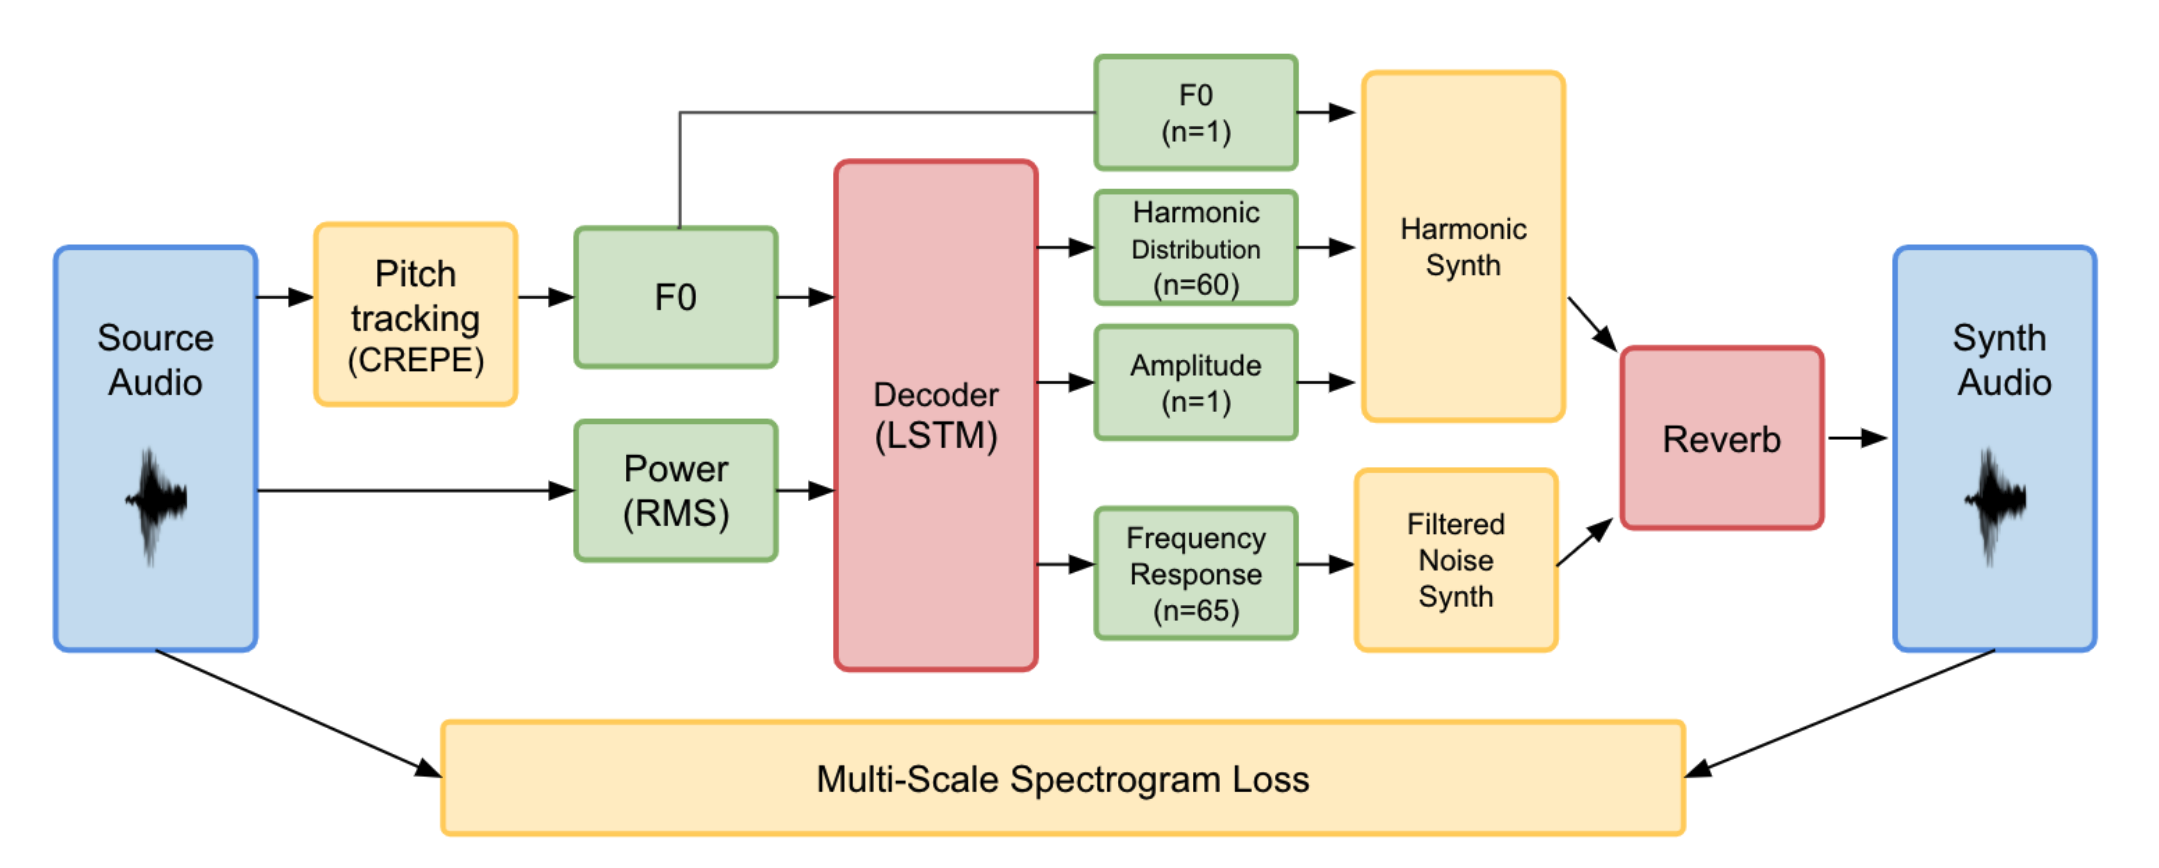 Source
Audio
Pitch
tracking
(CREPE)
F0
Power
(RMS)
Decoder
(LSTM)
F0
(n=1)
Harmonic
Distribution
(n=60)
Amplitude
(n=1)
Frequency
Response
(n=65)
Harmonic
Synth
Filtered
Noise
Synth
Reverb
Synth
Audio
Multi-Scale Spectrogram Loss